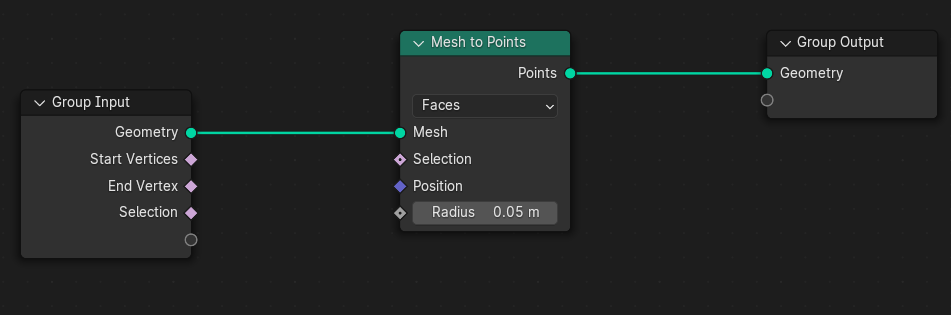 Group Input
Geometry
Start Vertices
End Vertex
Selection
Mesh to Points
Points
Faces
Mesh
Selection
Position
Radius 0.05 m
Group Output
Geometry